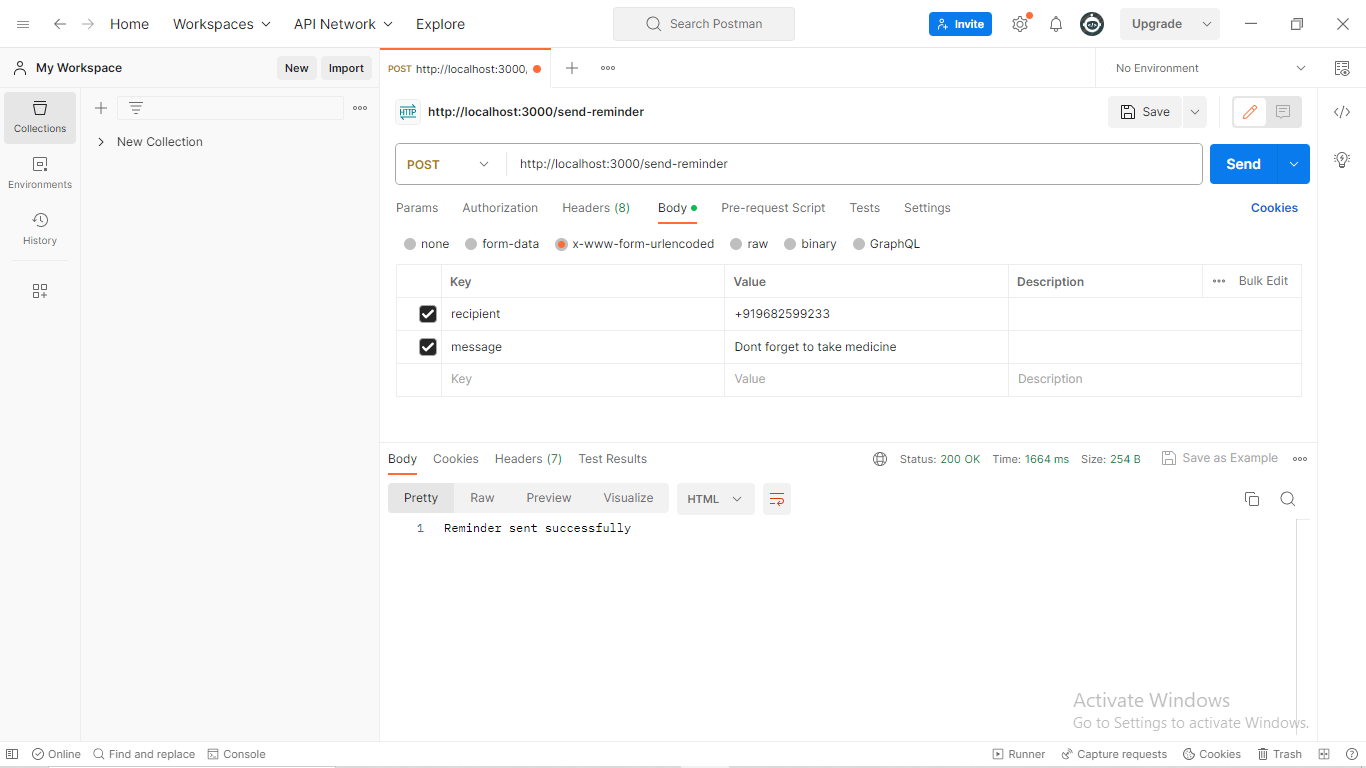 Home Workspaces API Network Explore Search Postman Invite Upgrade
My Workspace New Import POST http://localhost:3000, No Environment
Collections
New Collection
Environments
History
HTTP http://localhost:3000/send-reminder Save
POST http://localhost:3000/send-reminder Send
Params Authorization Headers (8) Body Pre-request Script Tests Settings Cookies
none form-data x-www-form-urlencoded raw binary GraphQL
Key Value Description Bulk Edit
recipient +919682599233
message Dont forget to take medicine
Key Value Description
Body Cookies Headers (7) Test Results Status: 200 OK Time: 1664 ms Size: 254 B Save as Example
Pretty Raw Preview Visualize HTML
1 Reminder sent successfully
Activate Windows
Go to Settings to activate Windows.
Online Find and replace Console Runner Capture requests Cookies Trash